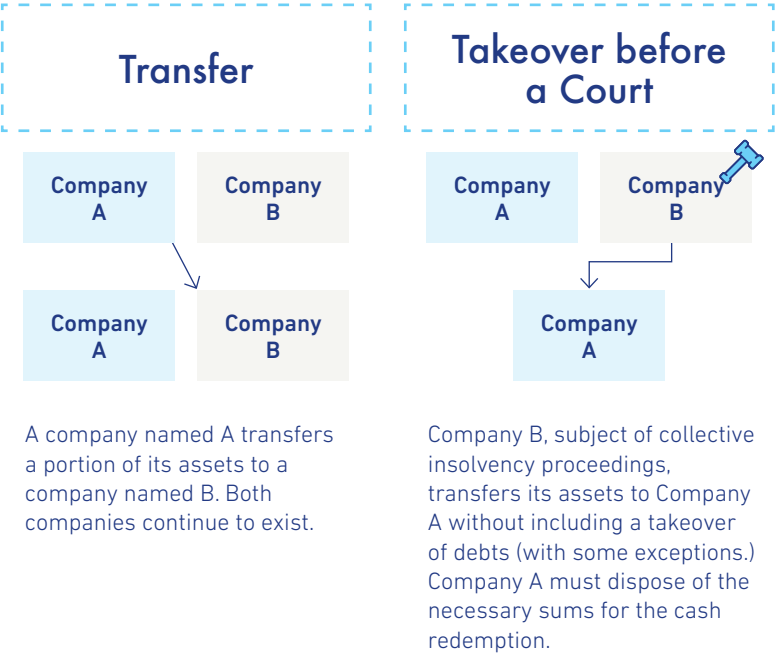 Transfer
Company
A
Company
B
Company
A
Company
B
A company named A transfers
a portion of its assets to a
company named B. Both
companies continue to exist.
Takeover before
a Court
Company
A
Company
B
Company
A
Company B, subject of collective
insolvency proceedings,
transfers its assets to Company
A without including a takeover
of debts (with some exceptions.)
Company A must dispose of the
necessary sums for the cash
redemption.